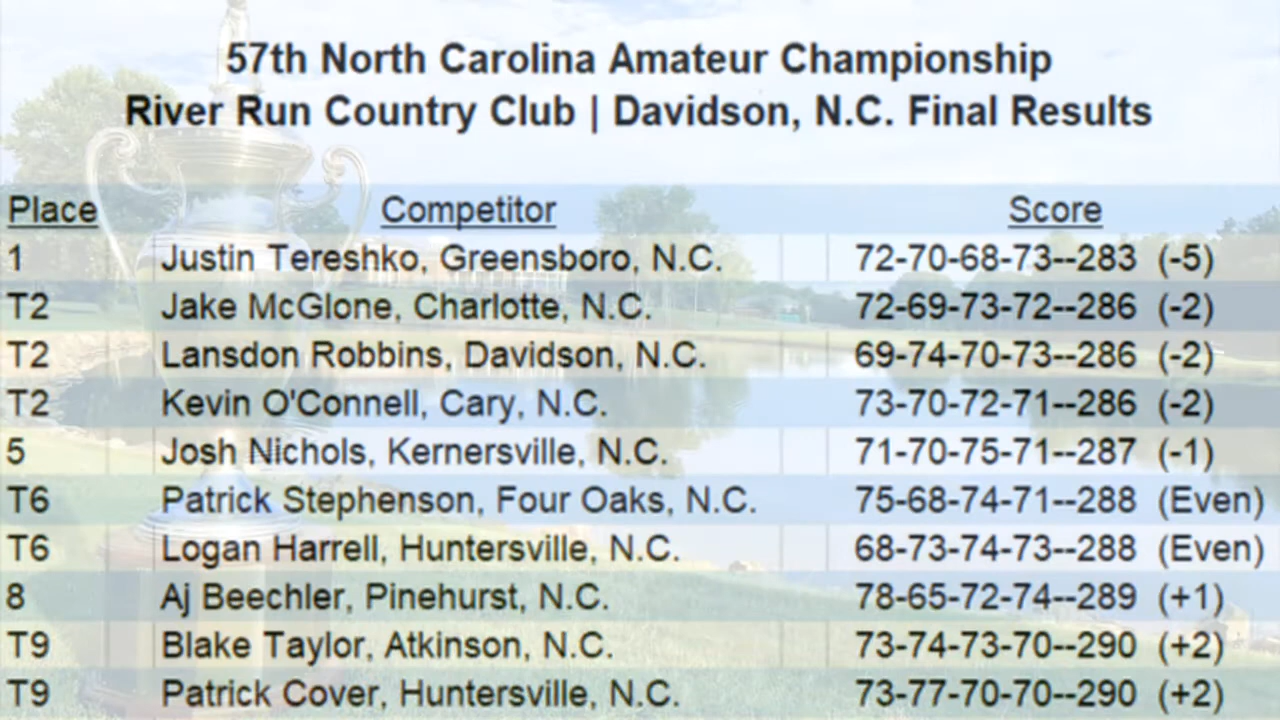 57th North Carolina Amateur Championship
River Run Country Club | Davidson, N.C. Final Results
Place Competitor Score
1 Justin Tereshko, Greensboro, N.C. 72-70-68-73--283 (-5)
T2 Jake McGlone, Charlotte, N.C. 72-69-73-72--286 (-2)
T2 Lansdon Robbins, Davidson, N.C. 69-74-70-73--286 (-2)
T2 Kevin O'Connell, Cary, N.C. 73-70-72-71--286 (-2)
5 Josh Nichols, Kernersville, N.C. 71-70-75-71--287 (-1)
T6 Patrick Stephenson, Four Oaks, N.C. 75-68-74-71--288 (Even)
T6 Logan Harrell, Huntersville, N.C. 68-73-74-73--288 (Even)
8 Aj Beechler, Pinehurst, N.C. 78-65-72-74--289 (+1)
T9 Blake Taylor, Atkinson, N.C. 73-74-73-70--290 (+2)
T9 Patrick Cover, Huntersville, N.C. 73-77-70-70--290 (+2)